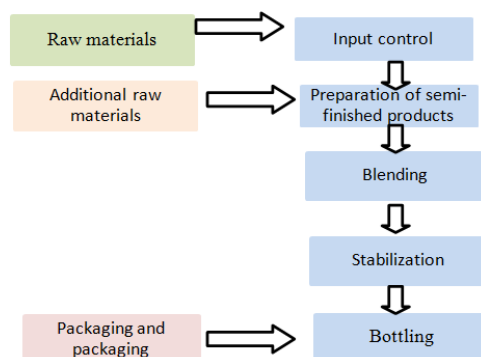 Raw materials
Input control
Additional raw
materials
Preparation of semi-
finished products
Blending
Stabilization
Packaging and
packaging
Bottling